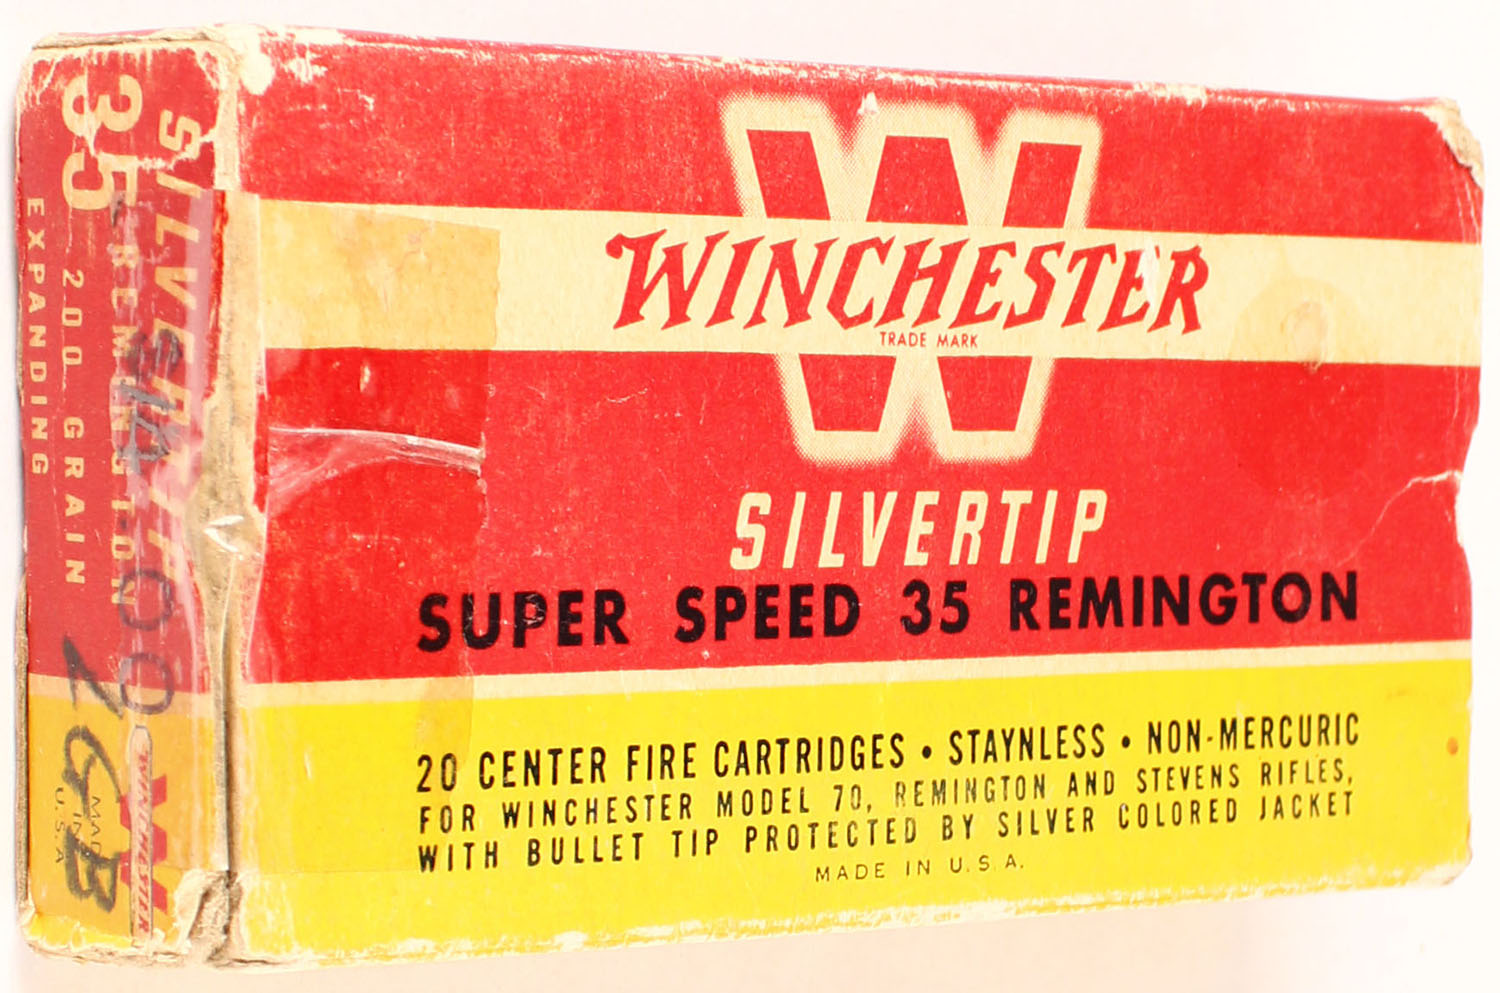 W
WINCHESTER
TRADE MARK
SILVERTIP
SUPER SPEED 35 REMINGTON
20 CENTER FIRE CARTRIDGES • STAYNLESS • NON-MERCURIC
FOR WINCHESTER MODEL 70, REMINGTON AND STEVENS RIFLES,
WITH BULLET TIP PROTECTED BY SILVER COLORED JACKET
MADE IN U.S.A.
SILVERTIP
35 REMINGTON
200 GRAIN
EXPANDING
W
WINCHESTER
MADE IN
U.S.A.